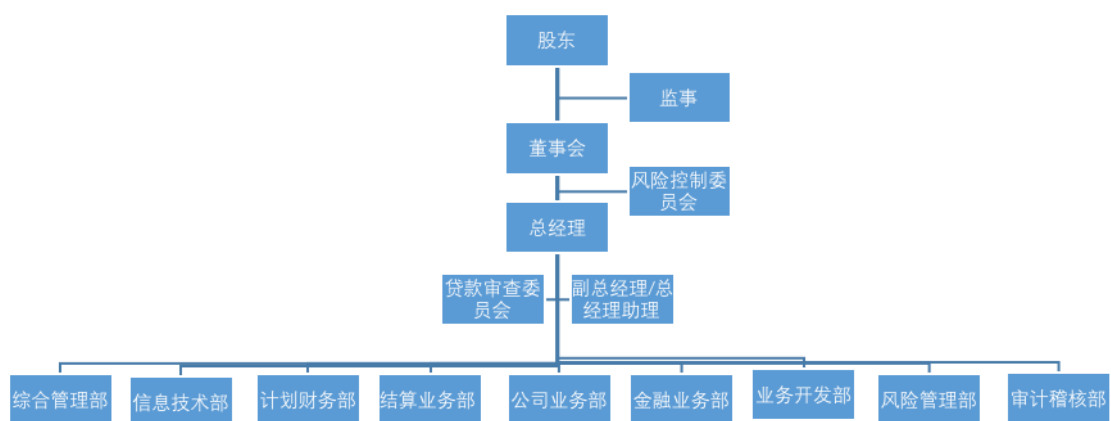 股东
监事
董事会
风险控制委
员会
总经理
贷款审查委
员会
副总经理/总
经理助理
综合管理部
信息技术部
计划财务部
结算业务部
公司业务部
金融业务部
业务开发部
风险管理部
审计稽核部